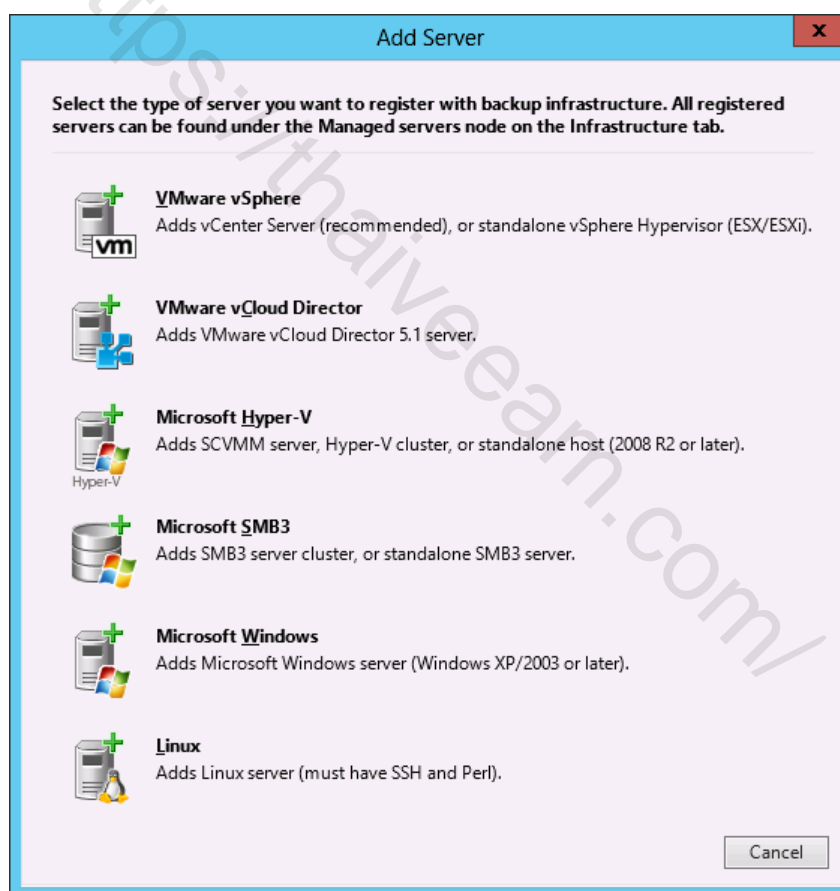 Add Server
x
Select the type of server you want to register with backup infrastructure. All registered
servers can be found under the Managed servers node on the Infrastructure tab.
VMware vSphere
Adds vCenter Server (recommended), or standalone vSphere Hypervisor (ESX/ESXi).
vm
VMware vCloud Director
Adds VMware vCloud Director 5.1 server.
Microsoft Hyper-V
Adds SCVMM server, Hyper-V cluster, or standalone host (2008 R2 or later).
Hyper-V
Microsoft SMB3
Adds SMB3 server cluster, or standalone SMB3 server.
Microsoft Windows
Adds Microsoft Windows server (Windows XP/2003 or later).
Linux
Adds Linux server (must have SSH and Perl).
Cancel
ttps://thaiveeam.com/